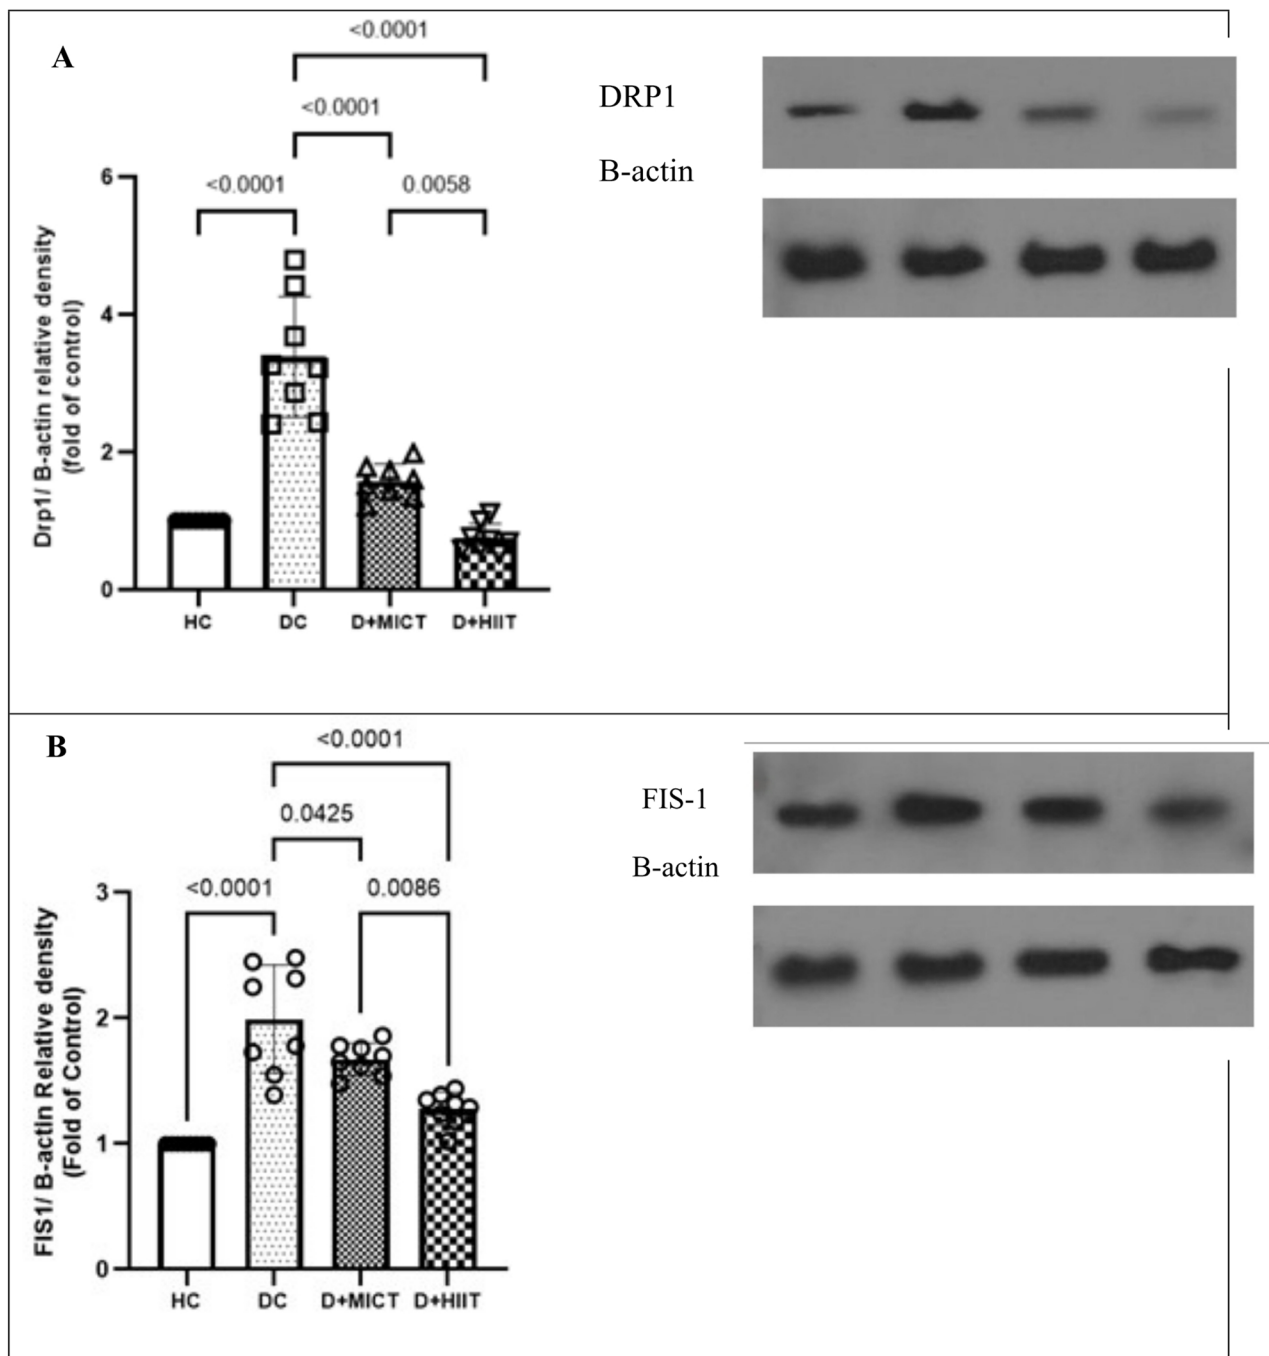 A
<0.0001
<0.0001
<0.0001
0.0058
6
4
2
0
Drp1/ B-actin relative density
(fold of control)
HC
DC
D+MICT
D+HIIT
DRP1
B-actin
B
<0.0001
0.0425
<0.0001
0.0086
3
2
1
0
FIS1/ B-actin Relative density
(Fold of Control)
HC
DC
D+MICT
D+HIIT
FIS-1
B-actin